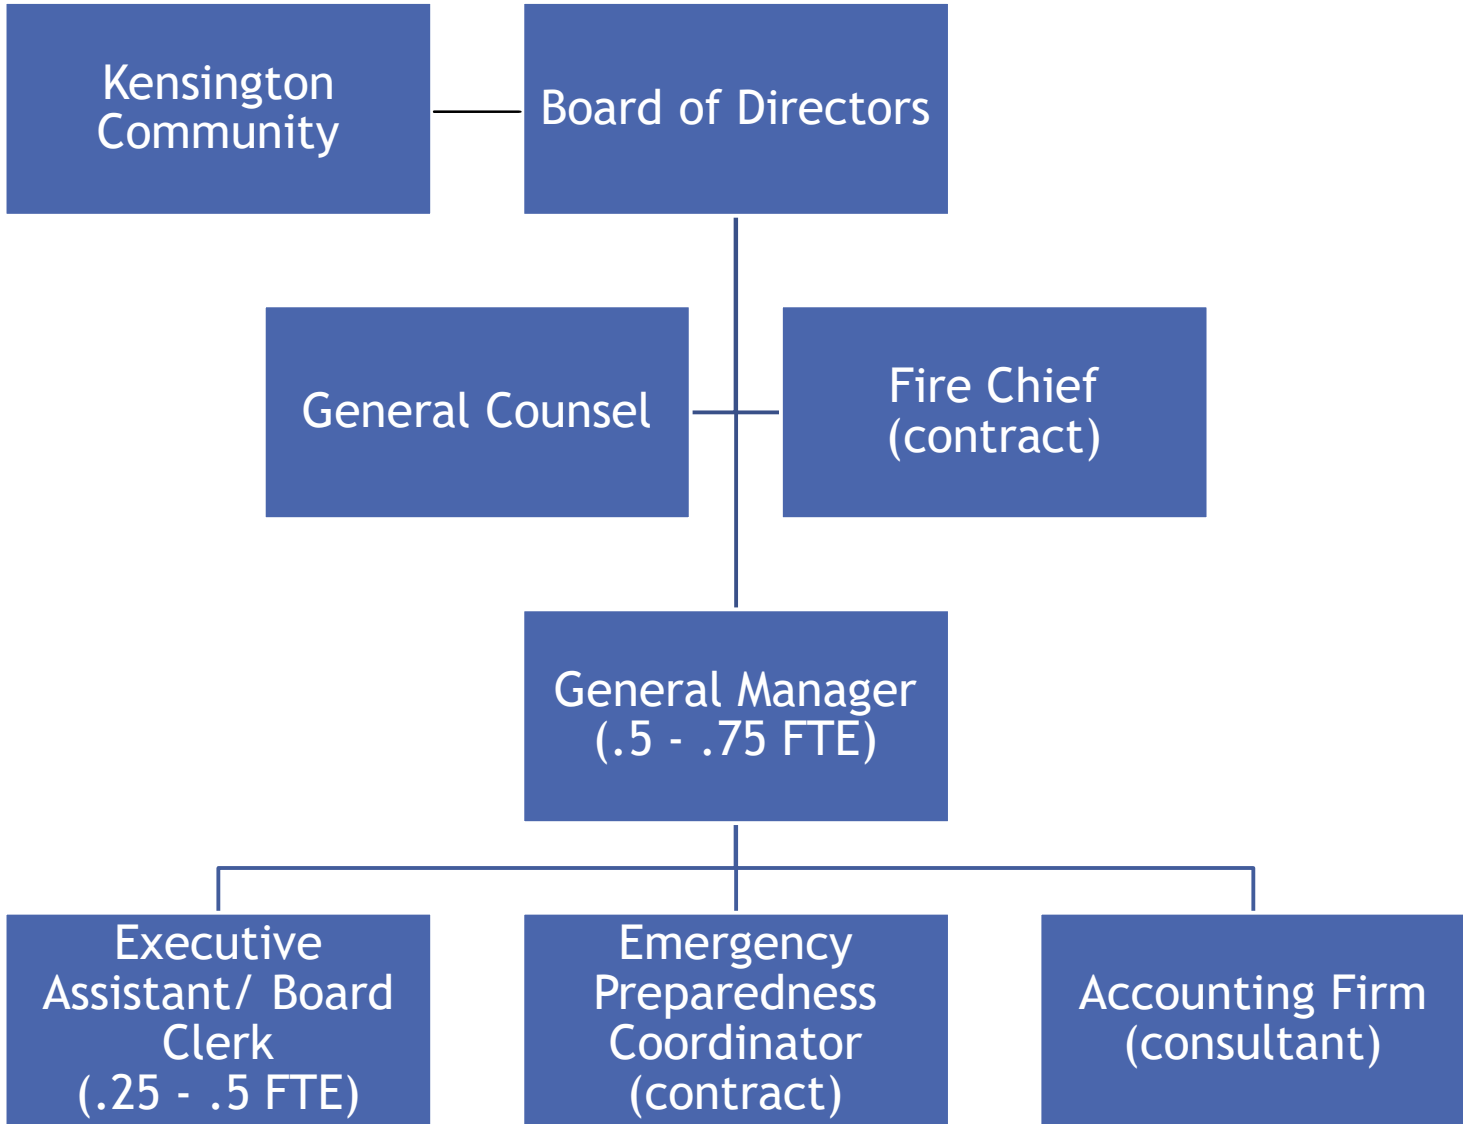 Kensington
Community
Board of Directors
General Counsel
Fire Chief
(contract)
General Manager
(.5 - .75 FTE)
Executive
Assistant/ Board
Clerk
(.25 - .5 FTE)
Emergency
Preparedness
Coordinator
(contract)
Accounting Firm
(consultant)